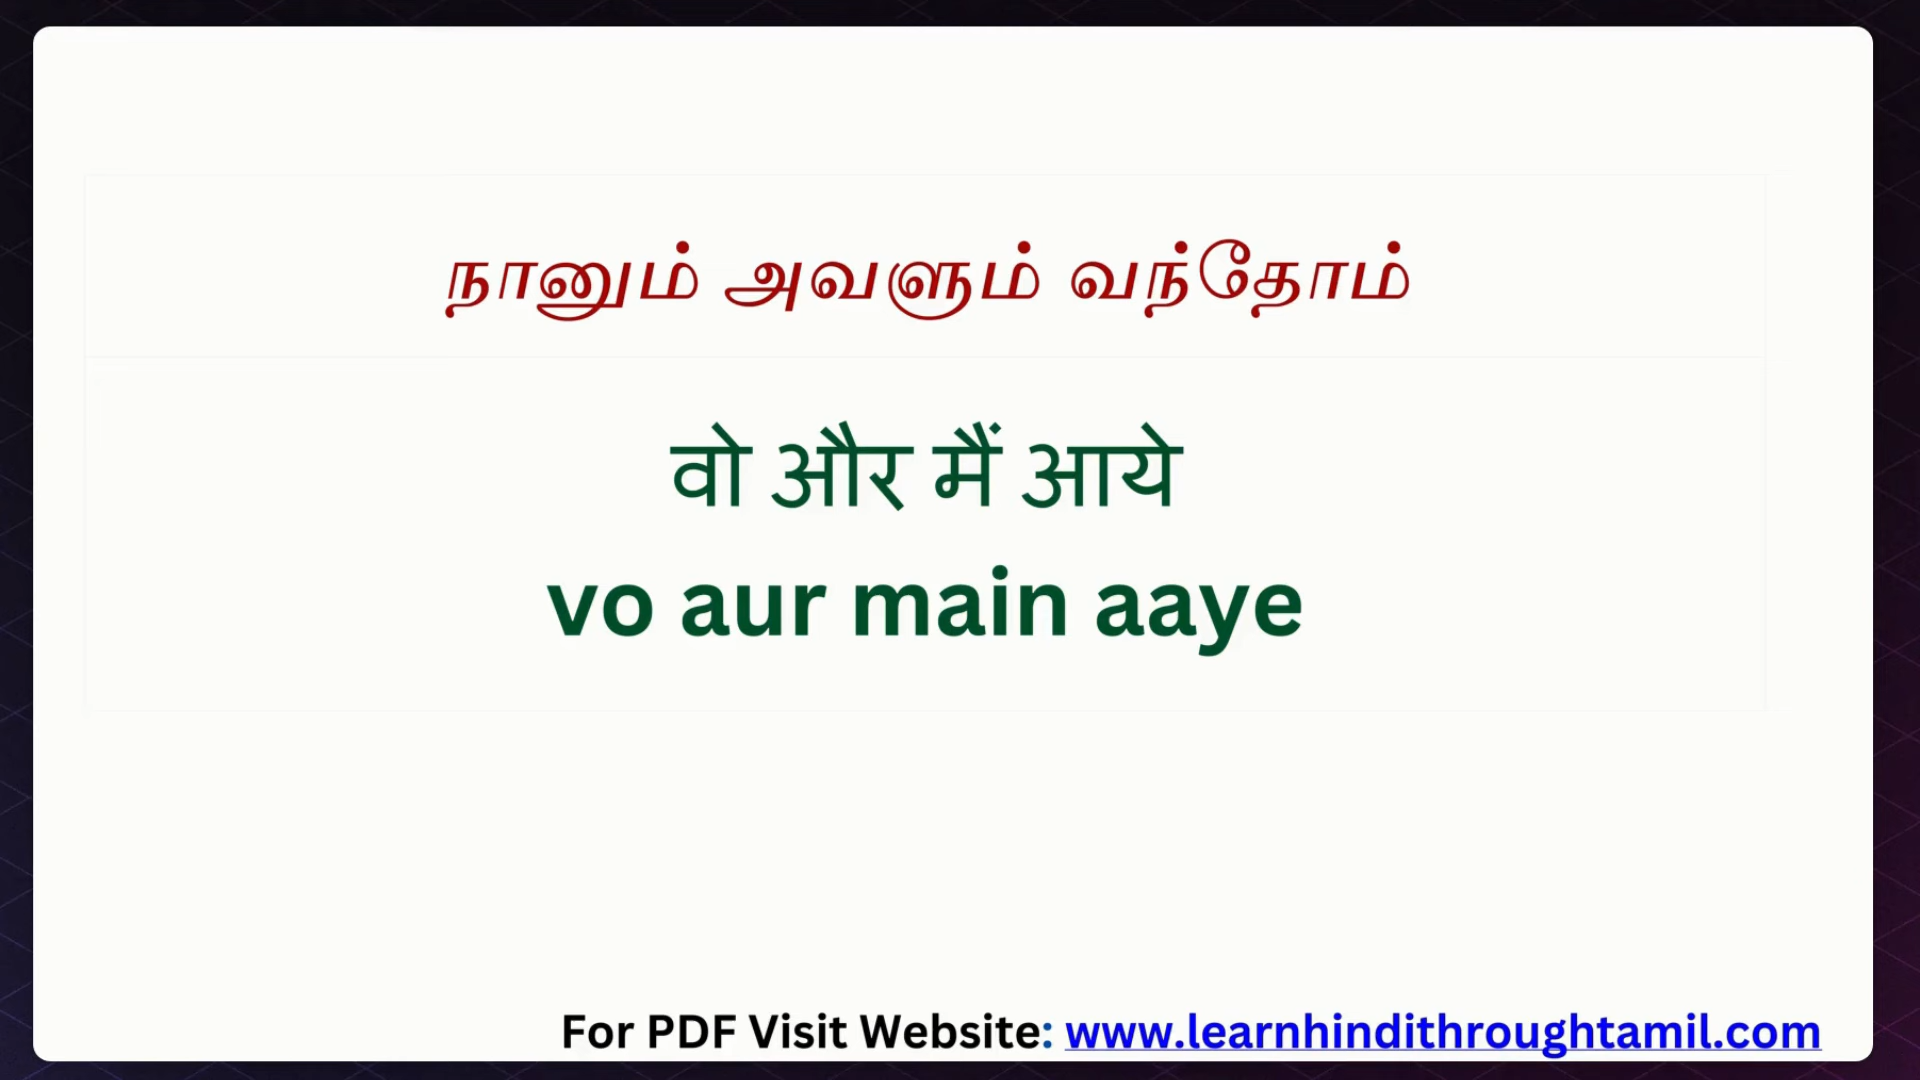 நானும் அவளும் வந்தோம்
वो और मैं आये
vo aur main aaye
For PDF Visit Website: www.learnhindithroughtamil.com